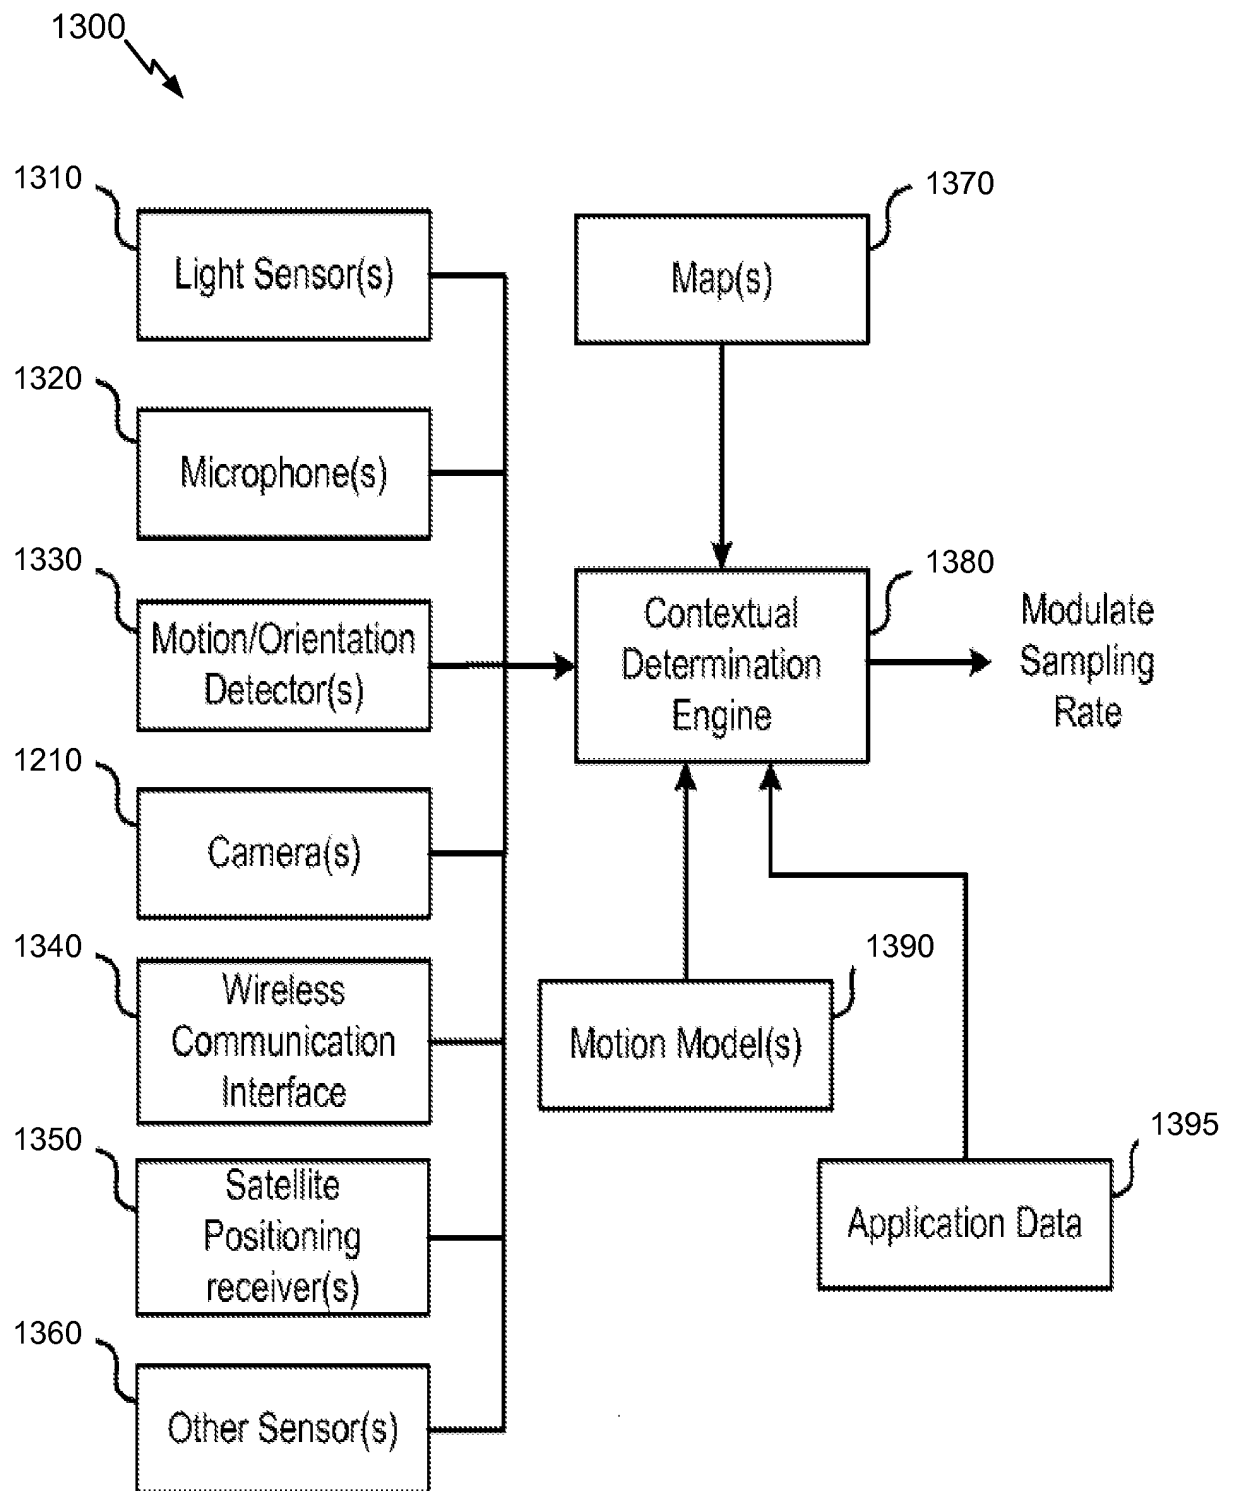 1300
1310
Light Sensor(s)
1320
Microphone(s)
1330
Motion/Orientation
Detector(s)
1210
Camera(s)
1340
Wireless
Communication
Interface
1350
Satellite
Positioning
receiver(s)
1360
Other Sensor(s)
1370
Map(s)
1380
Contextual
Determination
Engine
Modulate
Sampling
Rate
1390
Motion Model(s)
1395
Application Data